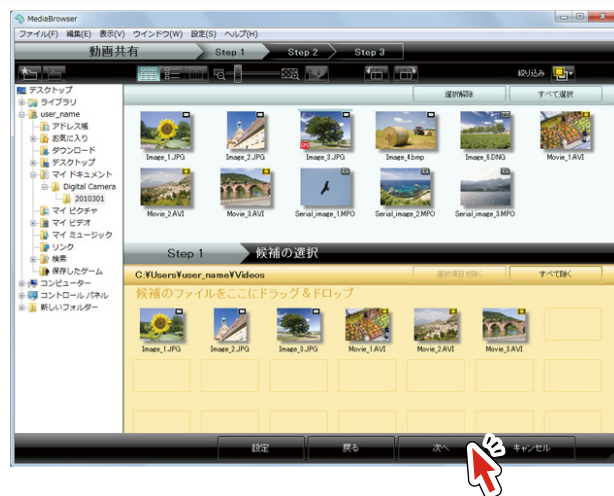 MediaBrowser
ファイル(F) 編集(E) 表示(V) ウインドウ(W) 設定(S) ヘルプ(H)
動画共有 Step 1 Step 2 Step 3
絞り込み
デスクトップ
ライブラリ
user_name
アドレス帳
お気に入り
ダウンロード
デスクトップ
マイ ドキュメント
Digital Camera
2010301
マイ ピクチャ
マイ ビデオ
マイ ミュージック
リンク
検索
保存したゲーム
コンピューター
コントロール パネル
新しいフォルダー
選択解除 すべて選択
Image_1.JPG Image_2.JPG Image_3.JPG Image_4.bmp Image_6.DNG Movie_1.AVI
Movie_2.AVI Movie_3.AVI Serial_image_1.MPO Serial_image_2.MPO Serial_image_3.MPO
Step 1 候補の選択
C:¥Users¥user_name¥Videos 選択項目を除く すべて除く
候補のファイルをここにドラッグ＆ドロップ
Image_1.JPG Image_2.JPG Image_3.JPG Movie_1.AVI Movie_2.AVI Movie_3.AVI
設定 戻る 次へ キャンセル